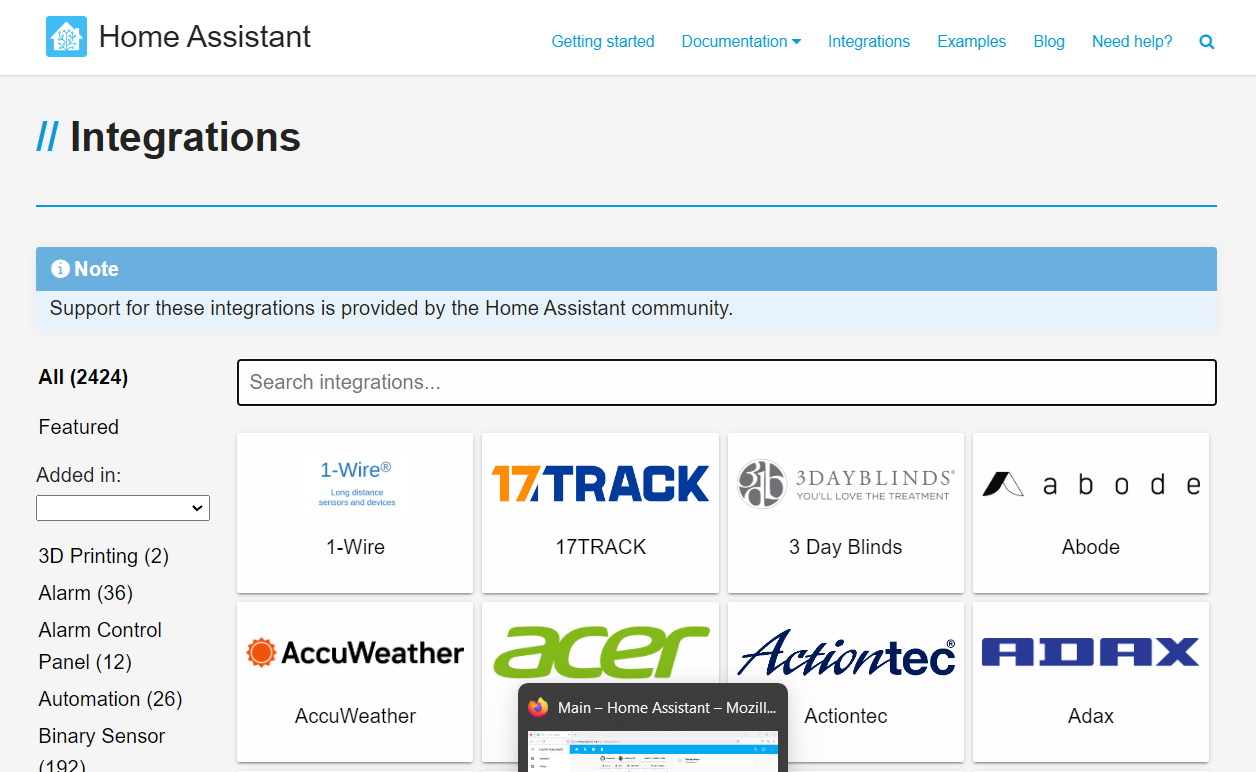 Home Assistant
Getting started Documentation Integrations Examples Blog Need help?
// Integrations
Note
Support for these integrations is provided by the Home Assistant community.
All (2424)
Search integrations...
Featured
Added in:
3D Printing (2)
Alarm (36)
Alarm Control
Panel (12)
Automation (26)
Binary Sensor
(192)
1-Wire®
Long distance
sensors and devices
1-Wire
17TRACK
17TRACK
3DAYBLINDS®
YOU'LL LOVE THE TREATMENT
3 Day Blinds
abode
Abode
AccuWeather
AccuWeather
acer
Actiontec®
Actiontec
ADAX
Adax
Main – Home Assistant – Mozill...